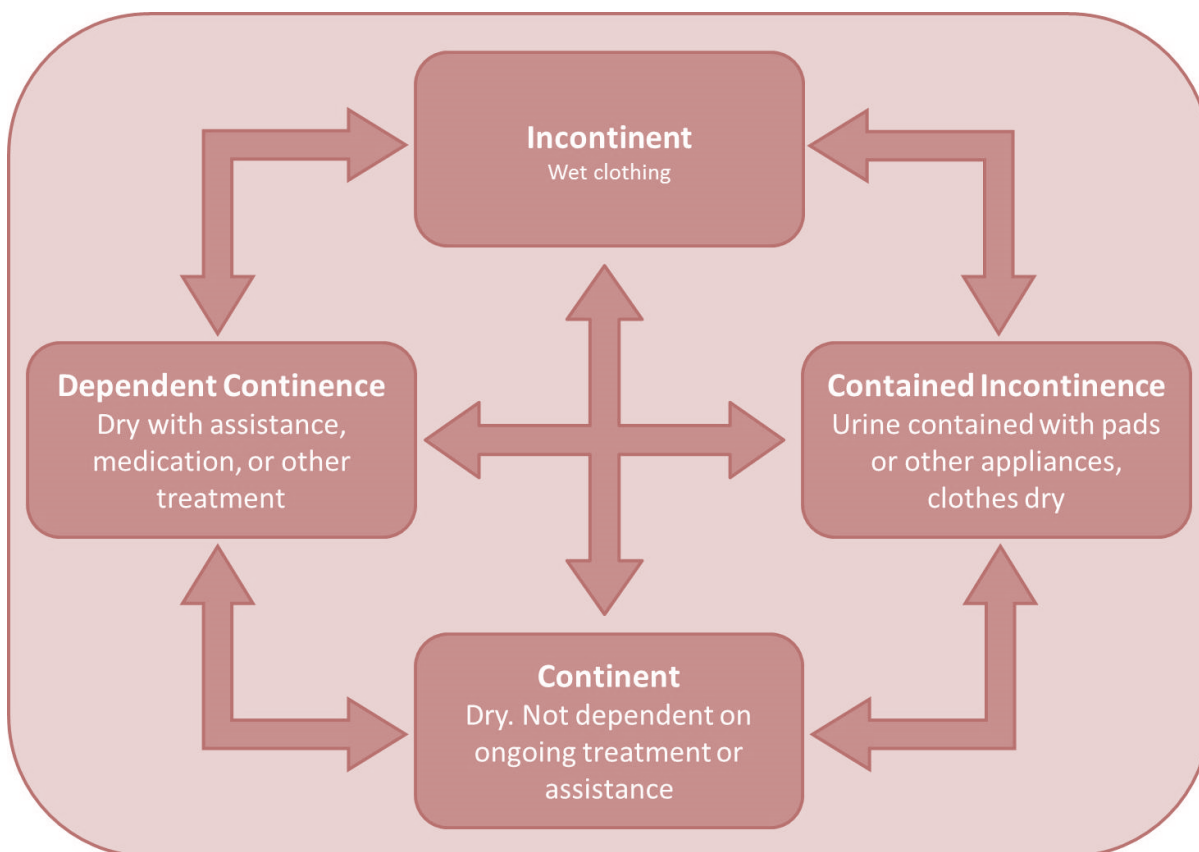 Incontinent
Wet clothing
Dependent Continence
Dry with assistance,
medication, or other
treatment
Contained Incontinence
Urine contained with pads
or other appliances,
clothes dry
Continent
Dry. Not dependent on
ongoing treatment or
assistance